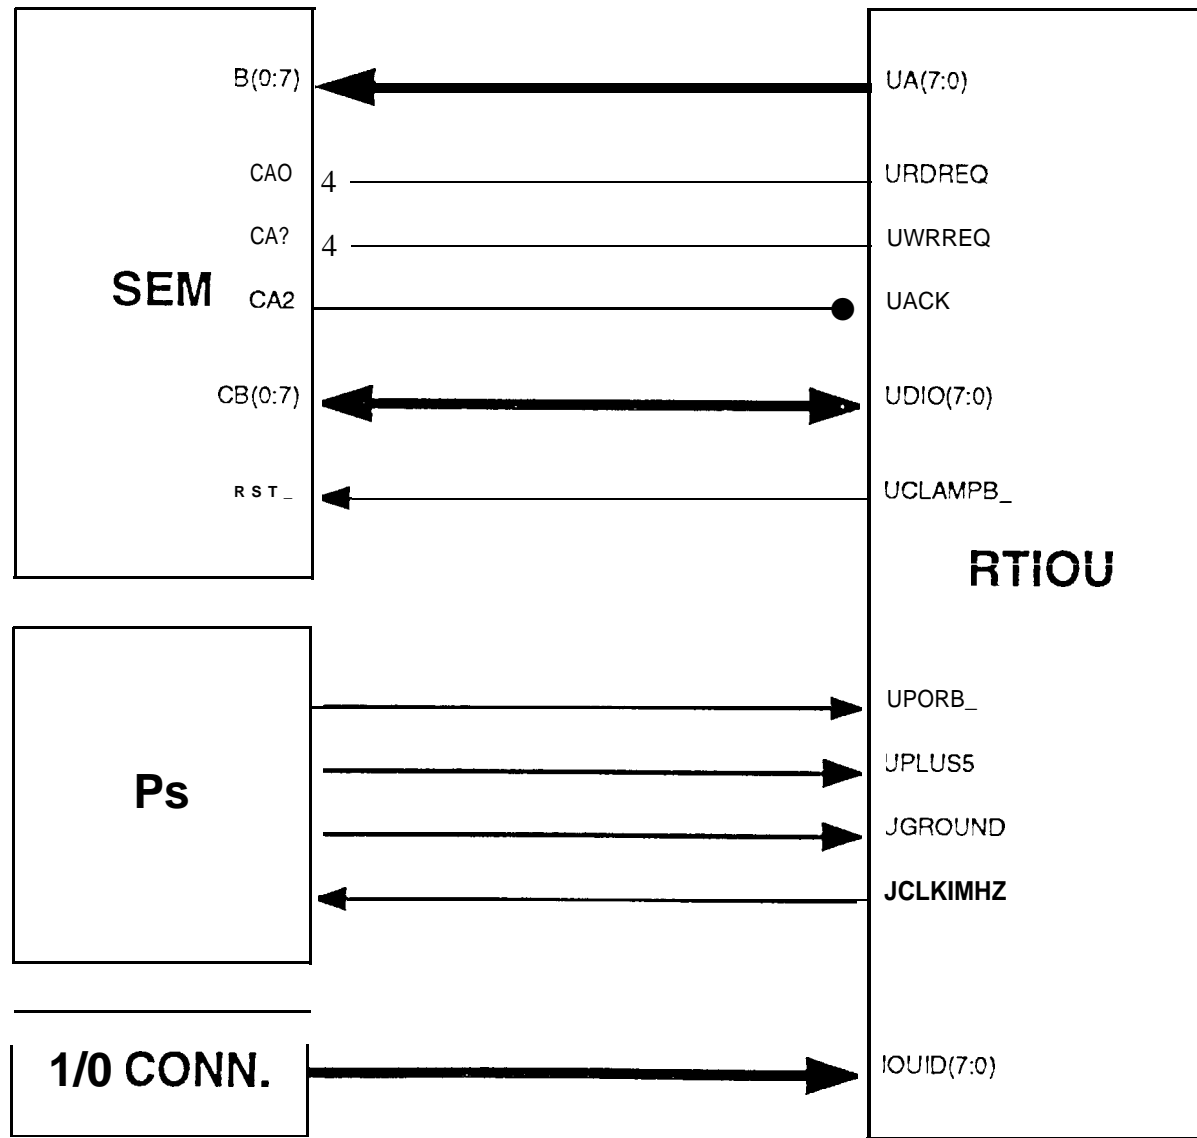 B(0:7) UA(7:0)
CAO 4 URDREQ
CA? 4 UWRREQ
SEM
CA2 UACK
CB(0:7) UDIO(7:0)
RST_ UCLAMPB_
RTIOU
UPORB_
Ps
UPLUS5
JGROUND
JCLKIMHZ
1/0 CONN. IOUID(7:0)